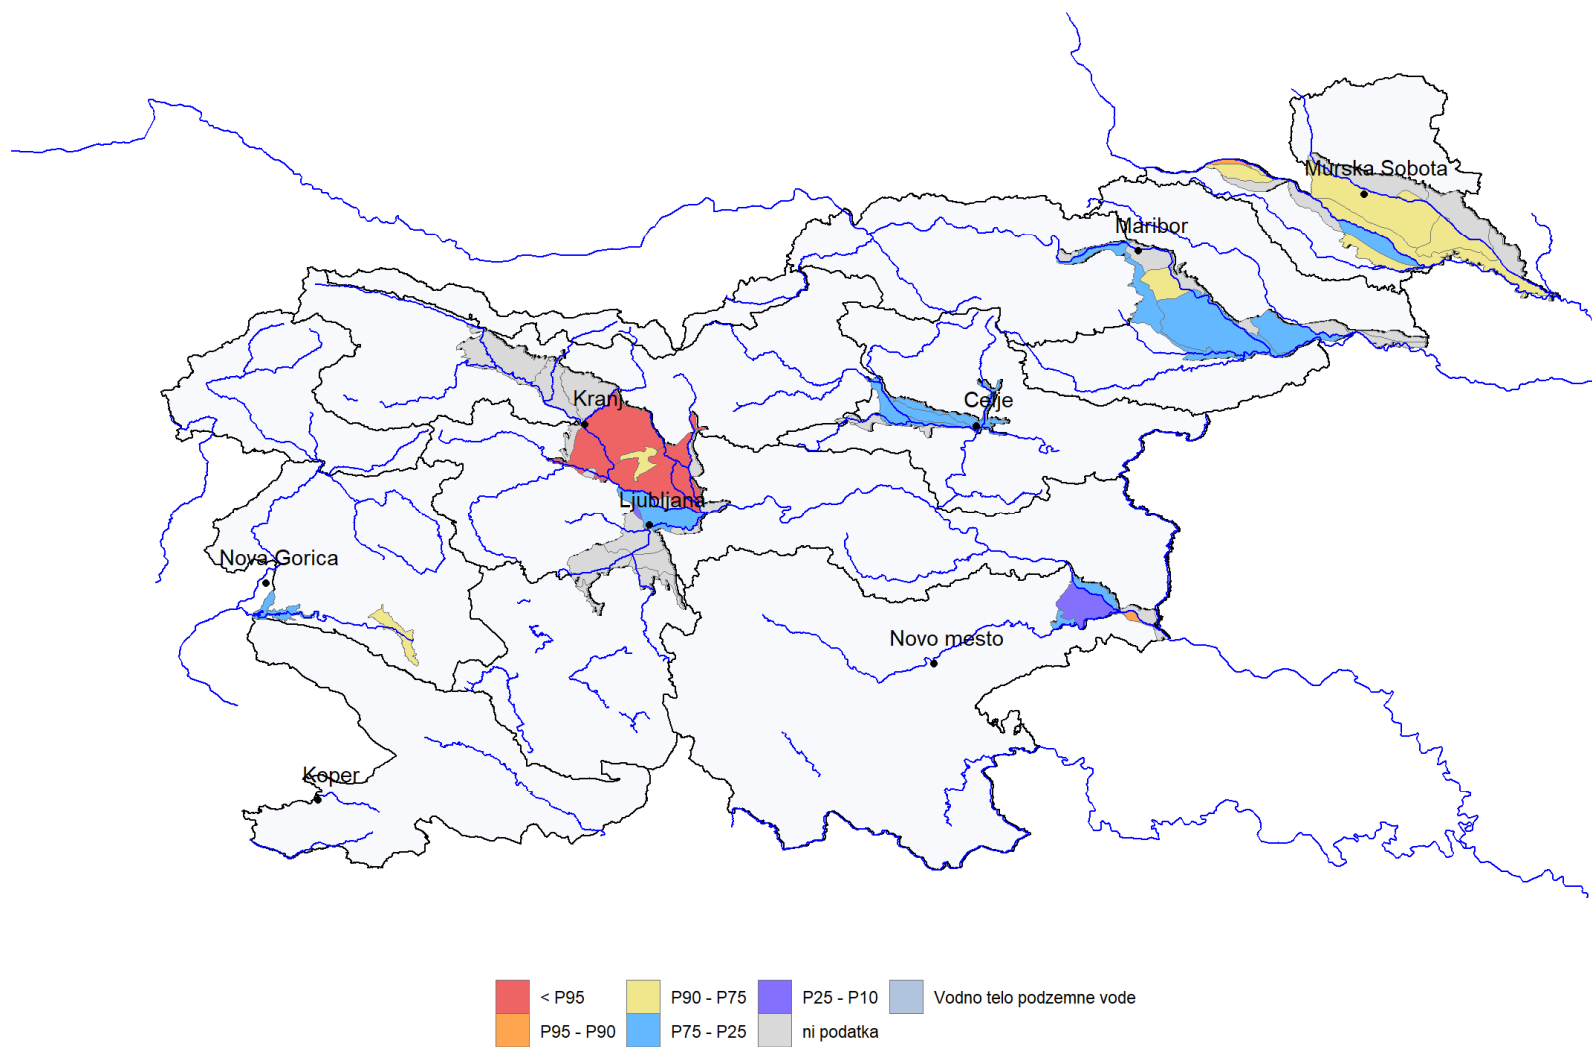 Murska Sobota
Maribor
Kranj
Celje
Ljubljana
Nova Gorica
Novo mesto
Koper
< P95
P90 - P75
P25 - P10
Vodno telo podzemne vode
P95 - P90
P75 - P25
ni podatka